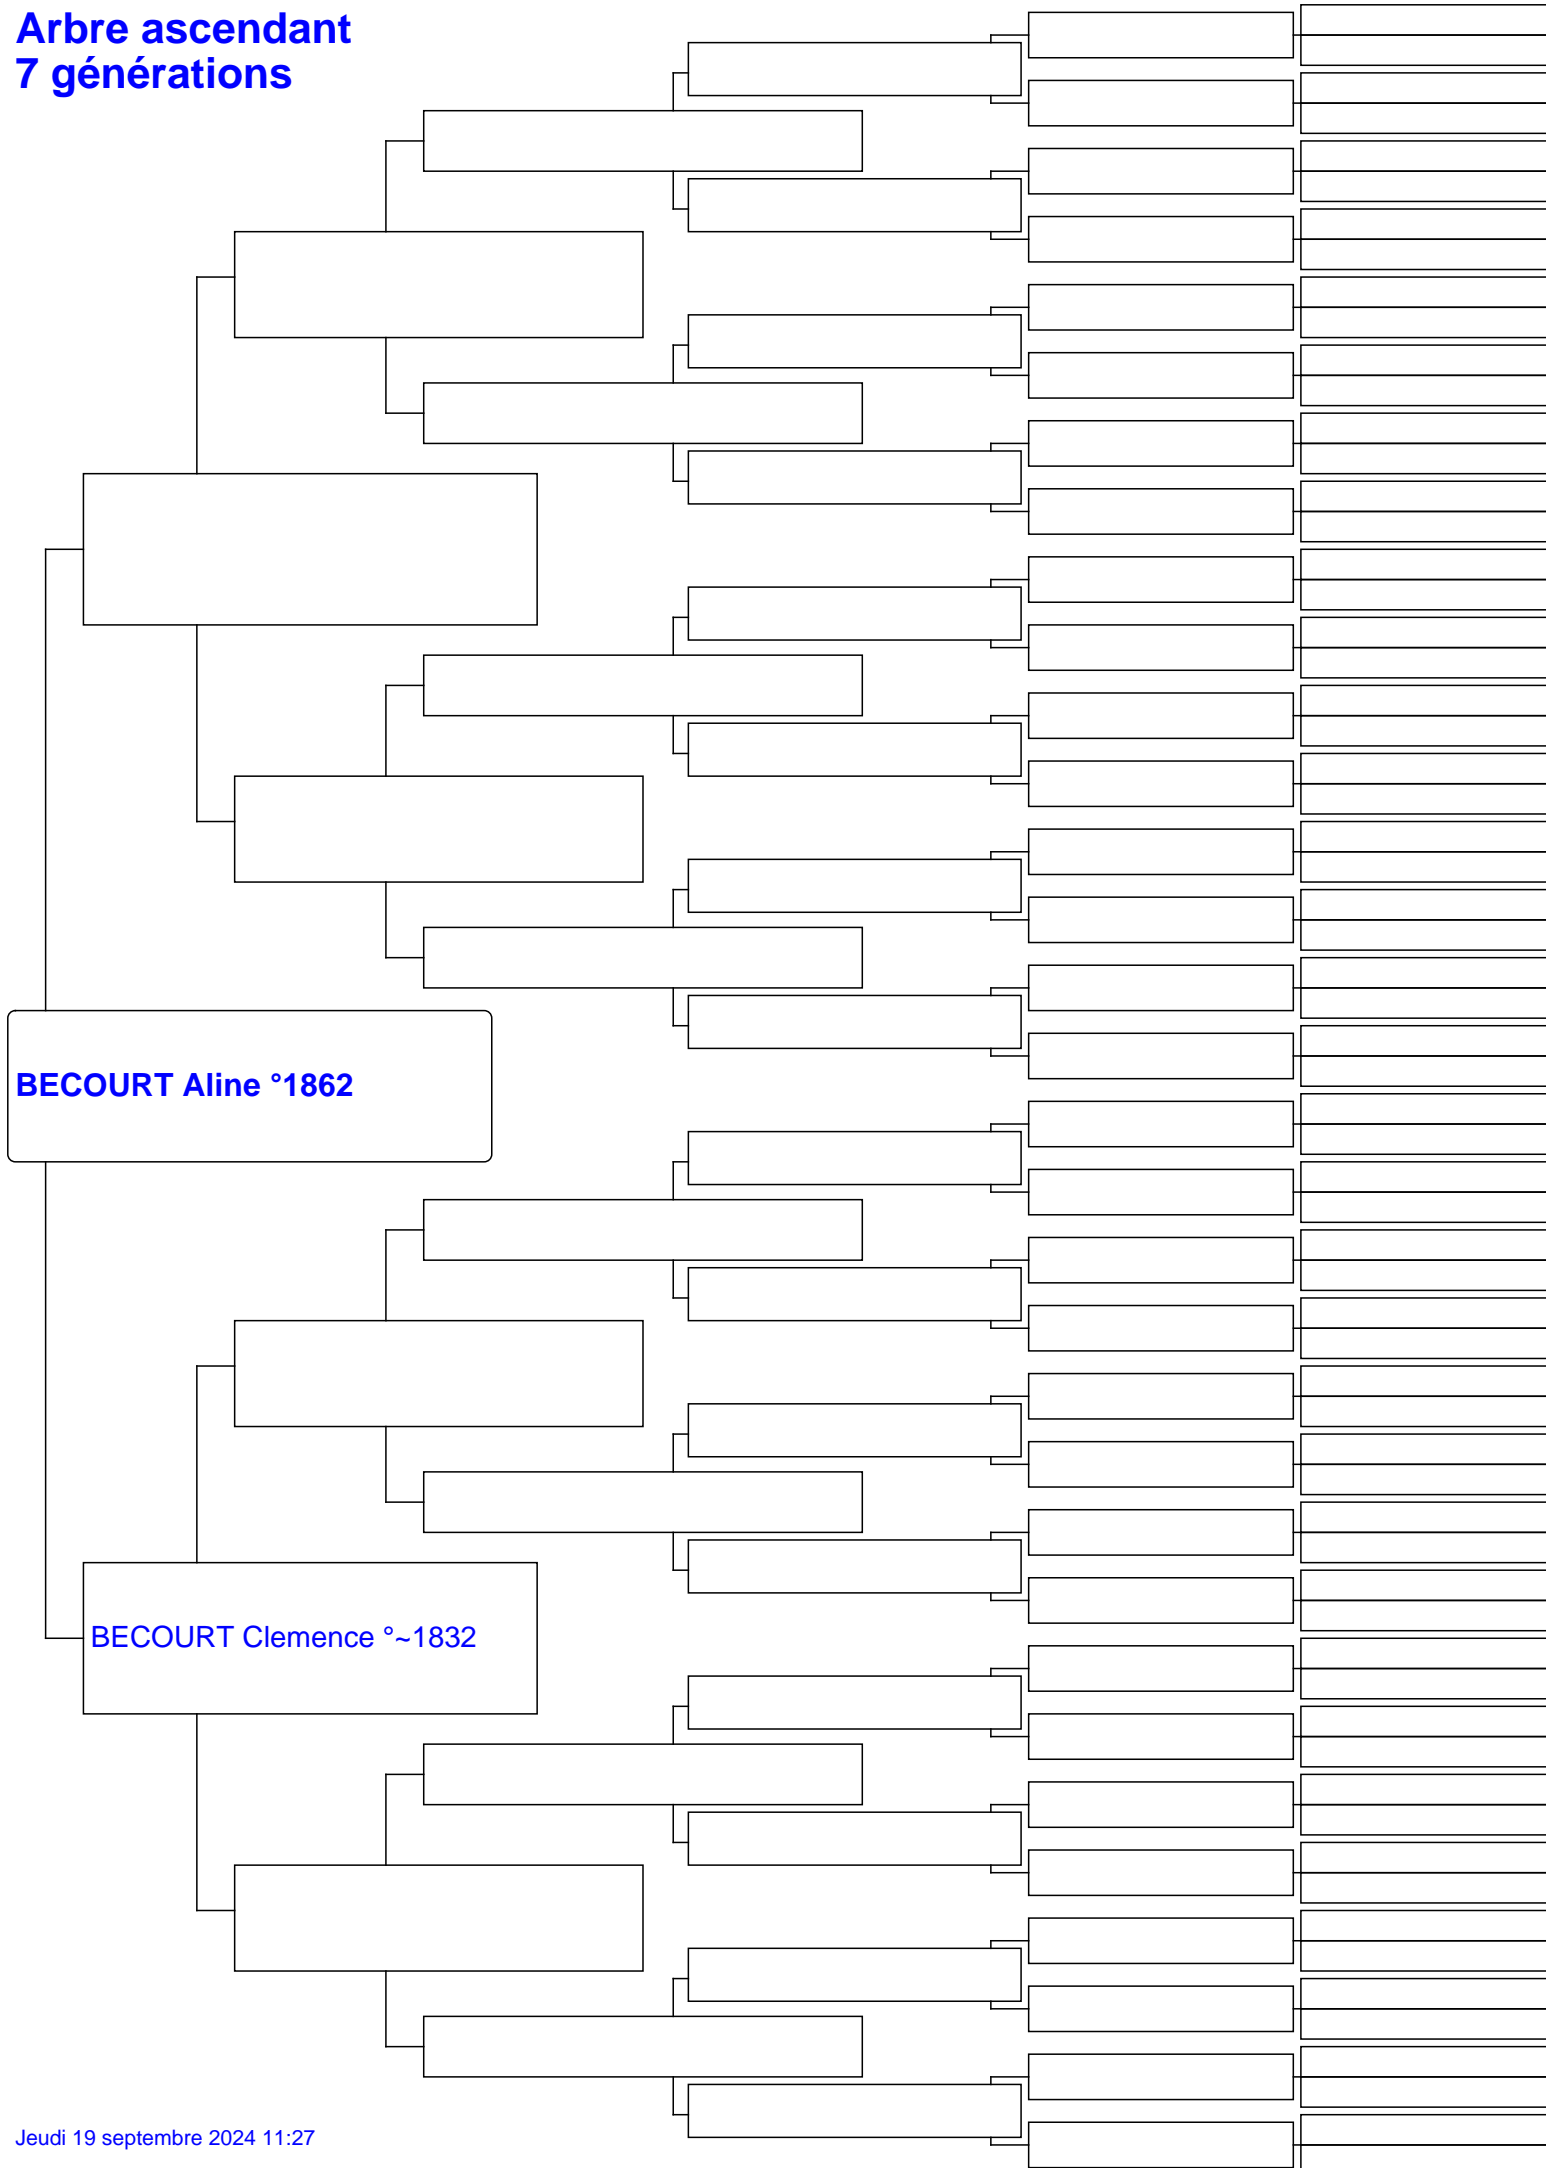 Arbre ascendant
7 générations
BECOURT Aline °1862
BECOURT Clemence °~1832
Jeudi 19 septembre 2024 11:27